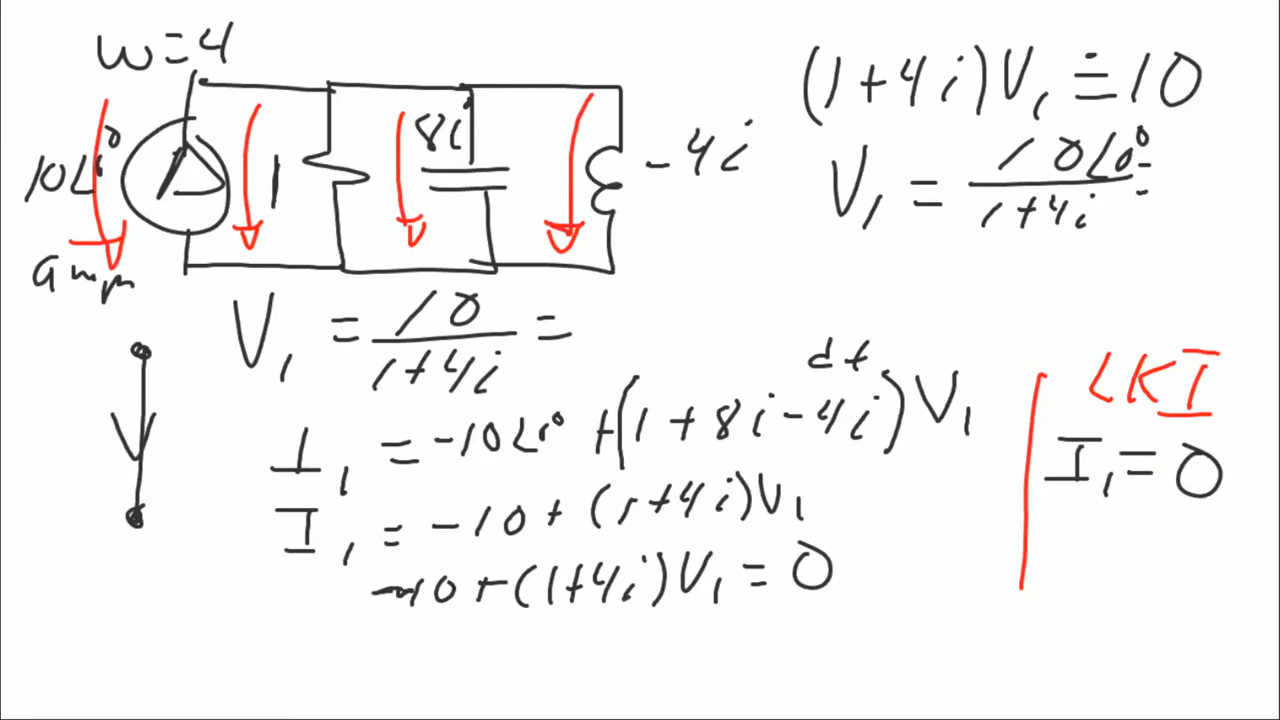 w=4
10∠0°
amp
1
8i
-4i
(1+4i)V₁=10
V₁ = 10∠0° / 1+4i =
V₁ = 10 / 1+4i =
I₁ = -10∠0° +(1+8i-4i)V₁
I₁ = -10+(1+4i)V₁
-10+(1+4i)V₁=0
V
LKI
I₁=0